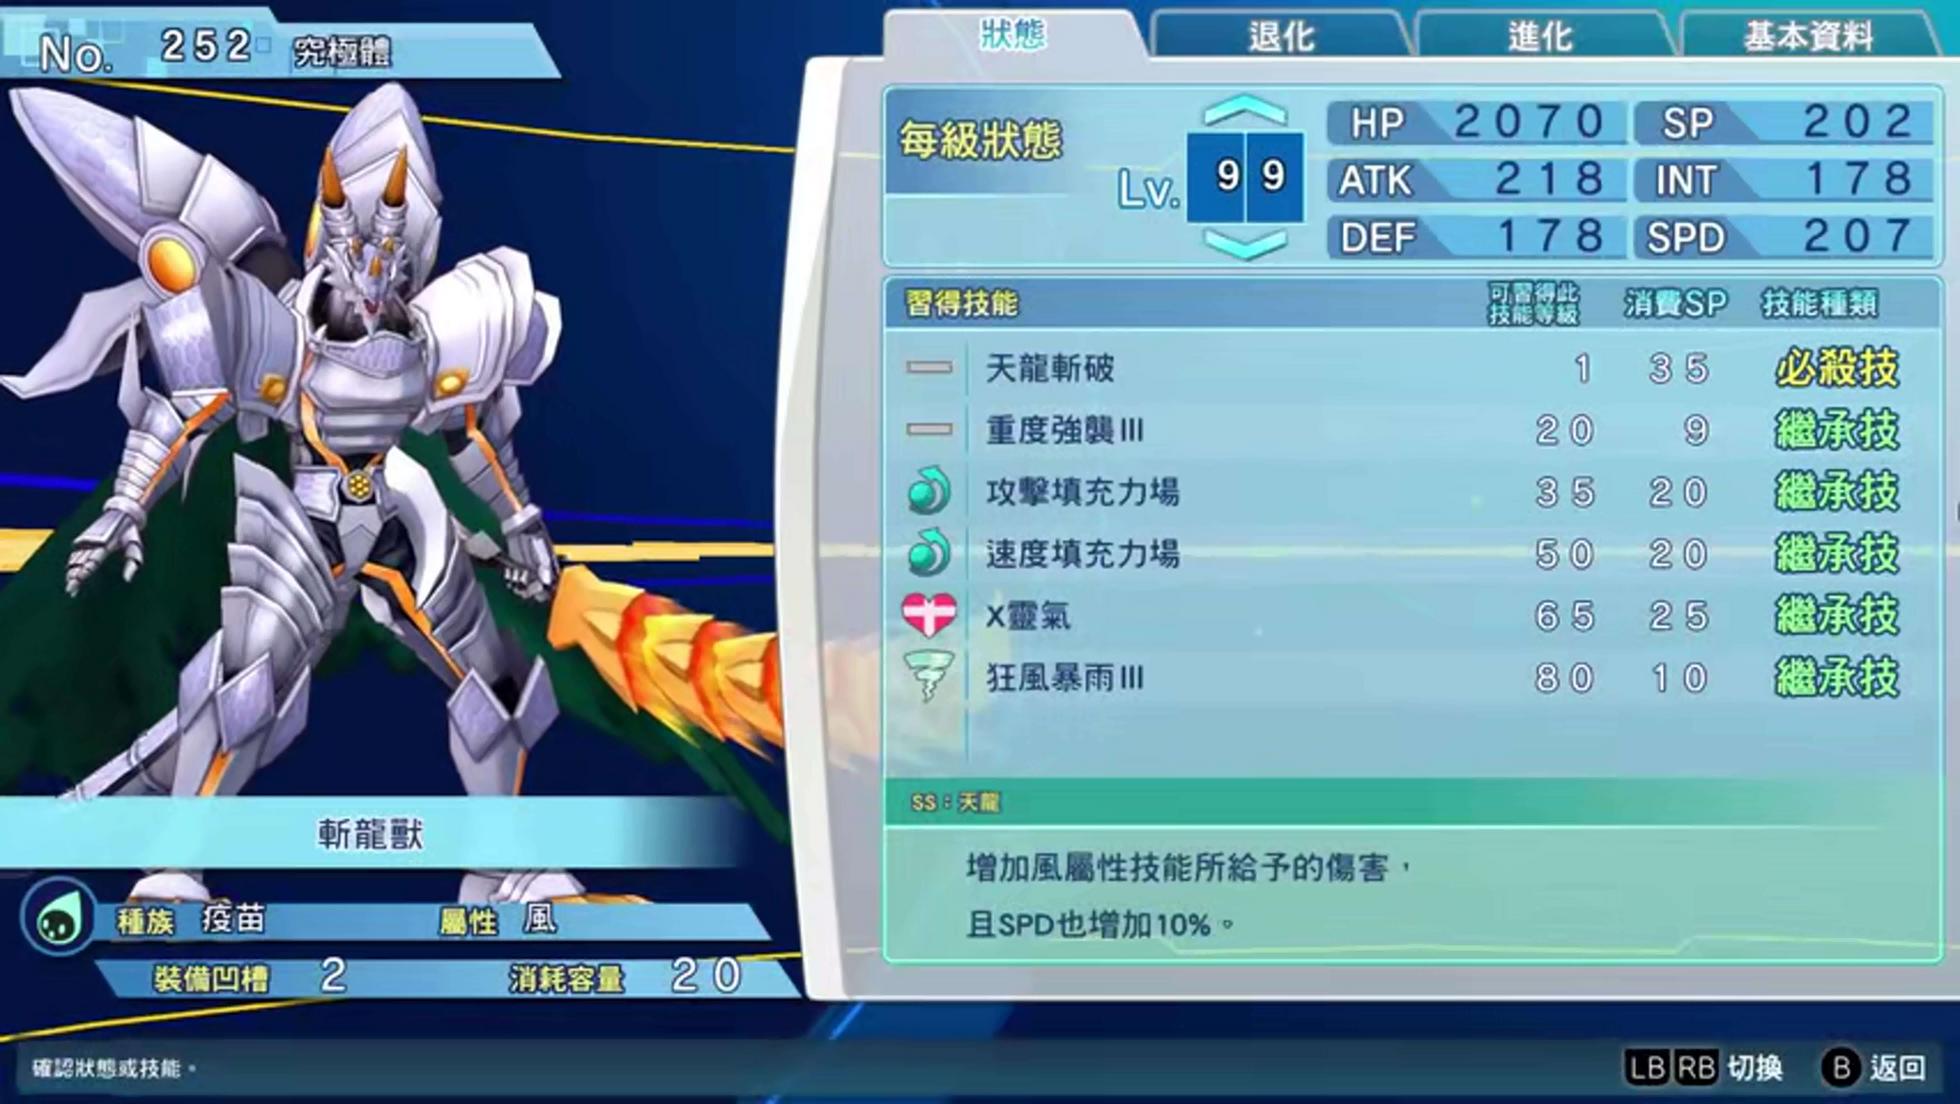 No. 252 究極體
狀態 退化 進化 基本資料
每級狀態
Lv. 99
HP 2070 SP 202
ATK 218 INT 178
DEF 178 SPD 207
習得技能 可習得此技能等級 消費SP 技能種類
天龍斬破 1 35 必殺技
重度強襲III 20 9 繼承技
攻擊填充力場 35 20 繼承技
速度填充力場 50 20 繼承技
X靈氣 65 25 繼承技
狂風暴雨III 80 10 繼承技
SS：天龍
增加風屬性技能所給予的傷害，
且SPD也增加10%。
斬龍獸
種族 疫苗 屬性 風
裝備凹槽 2 消耗容量 20
確認狀態或技能。
LB RB 切換 B 返回